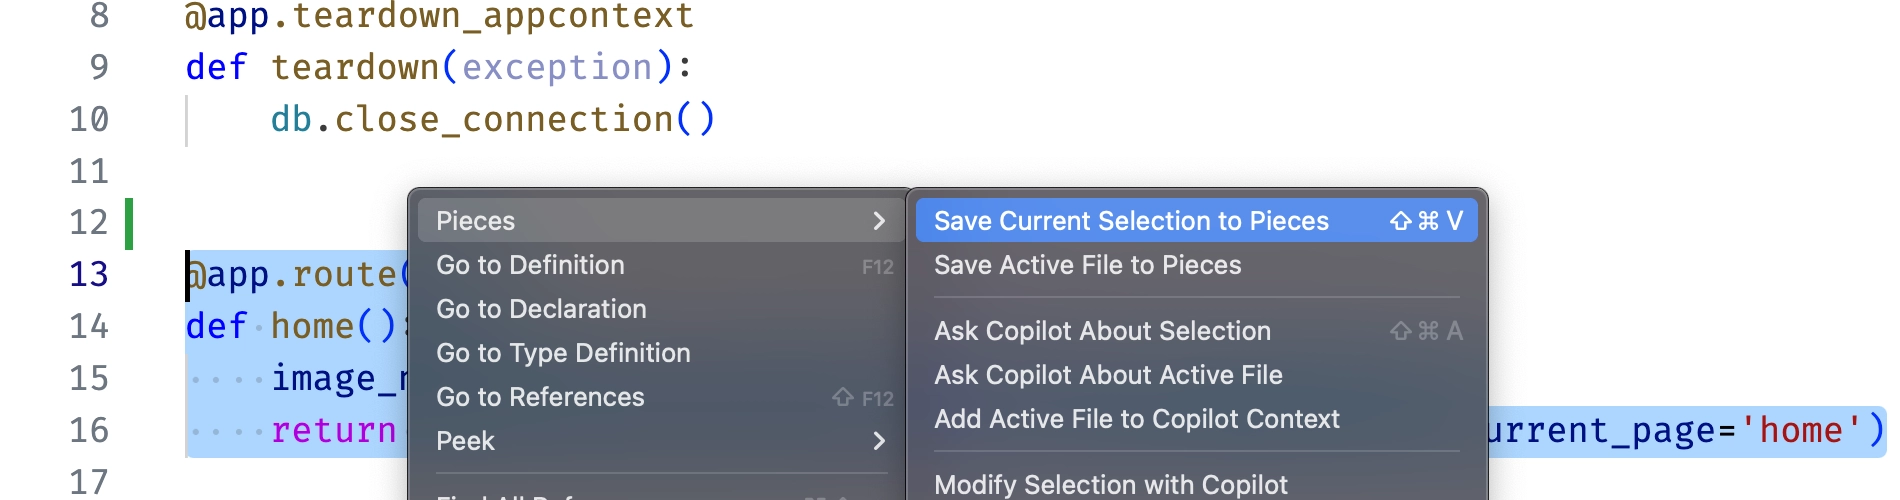 8 @app.teardown_appcontext
9 def teardown(exception):
10 db.close_connection()
11
12
13 @app.route(
14 def home():
15 image_
16 return urrent_page='home')
17
Pieces
Go to Definition F12
Go to Declaration
Go to Type Definition
Go to References ⇧ F12
Peek
Save Current Selection to Pieces ⇧ ⌘ V
Save Active File to Pieces
Ask Copilot About Selection ⇧ ⌘ A
Ask Copilot About Active File
Add Active File to Copilot Context
Modify Selection with Copilot